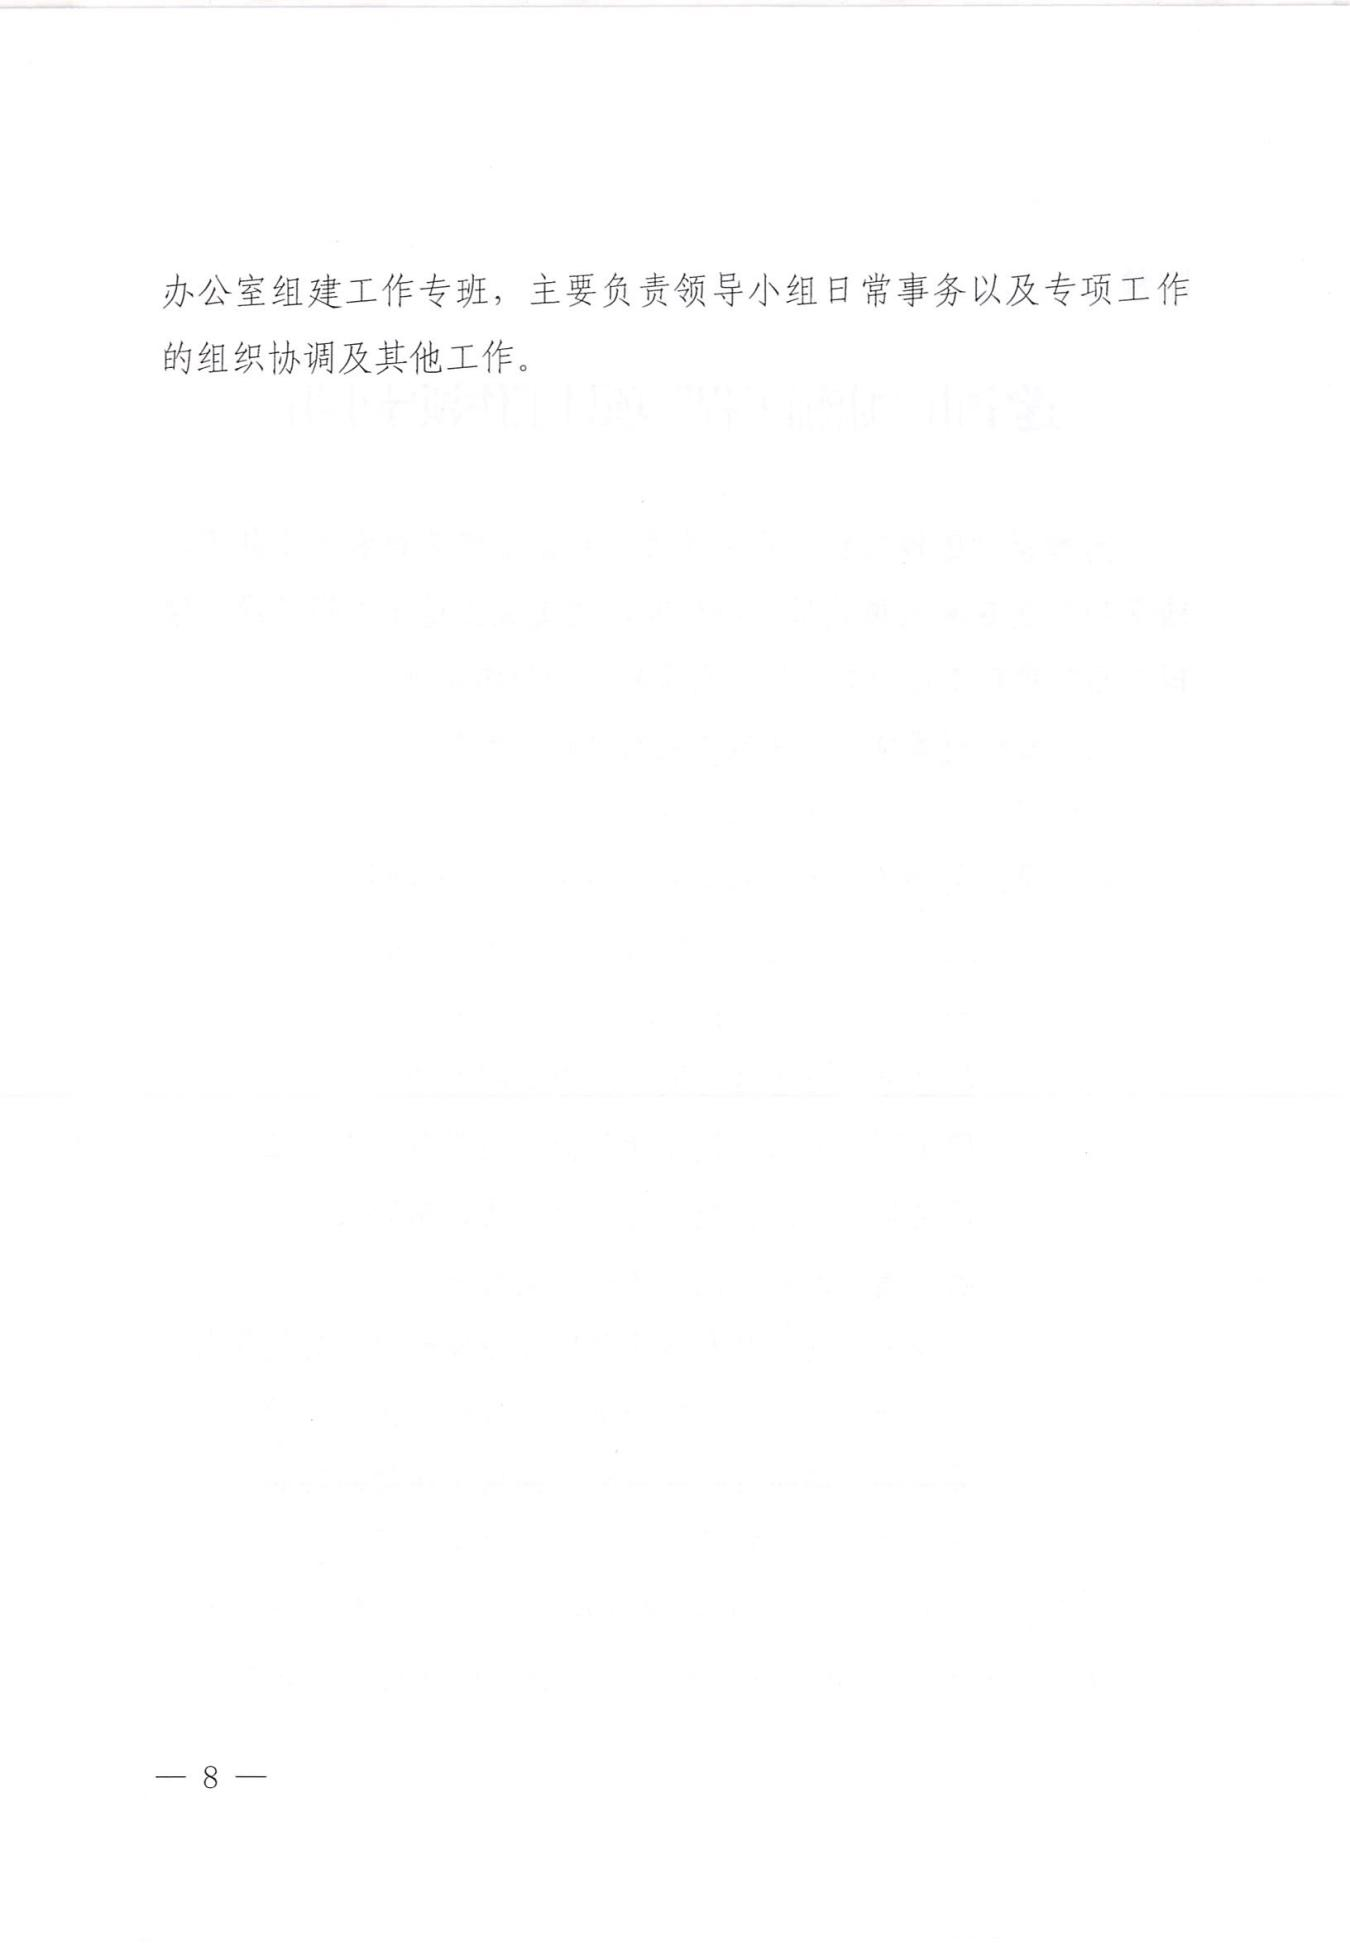 办公室组建工作专班，主要负责领导小组日常事务以及专项工作
的组织协调及其他工作。
— 8 —